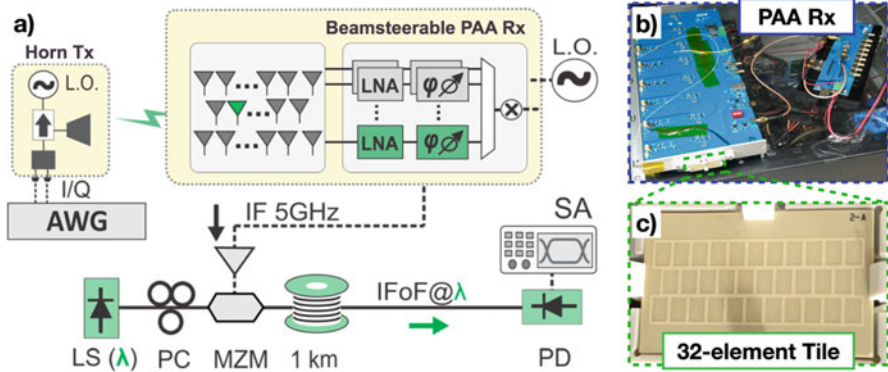 a)
Horn Tx
L.O.
I/Q
AWG
Beamsteerable PAA Rx
L.O.
LNA
φ
LNA
φ
IF 5GHz
SA
IFoF@λ
LS (λ)
PC
MZM
1 km
PD
b)
PAA Rx
c)
2-A
32-element Tile